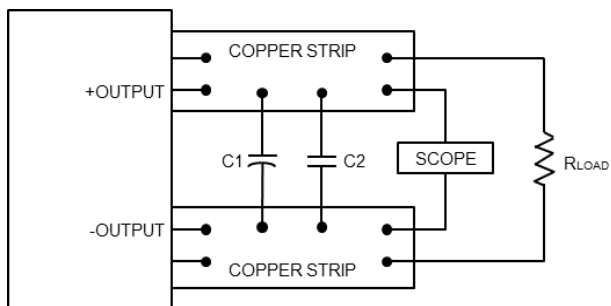 COPPER STRIP
+OUTPUT
C1
C2
SCOPE
RLOAD
-OUTPUT
COPPER STRIP